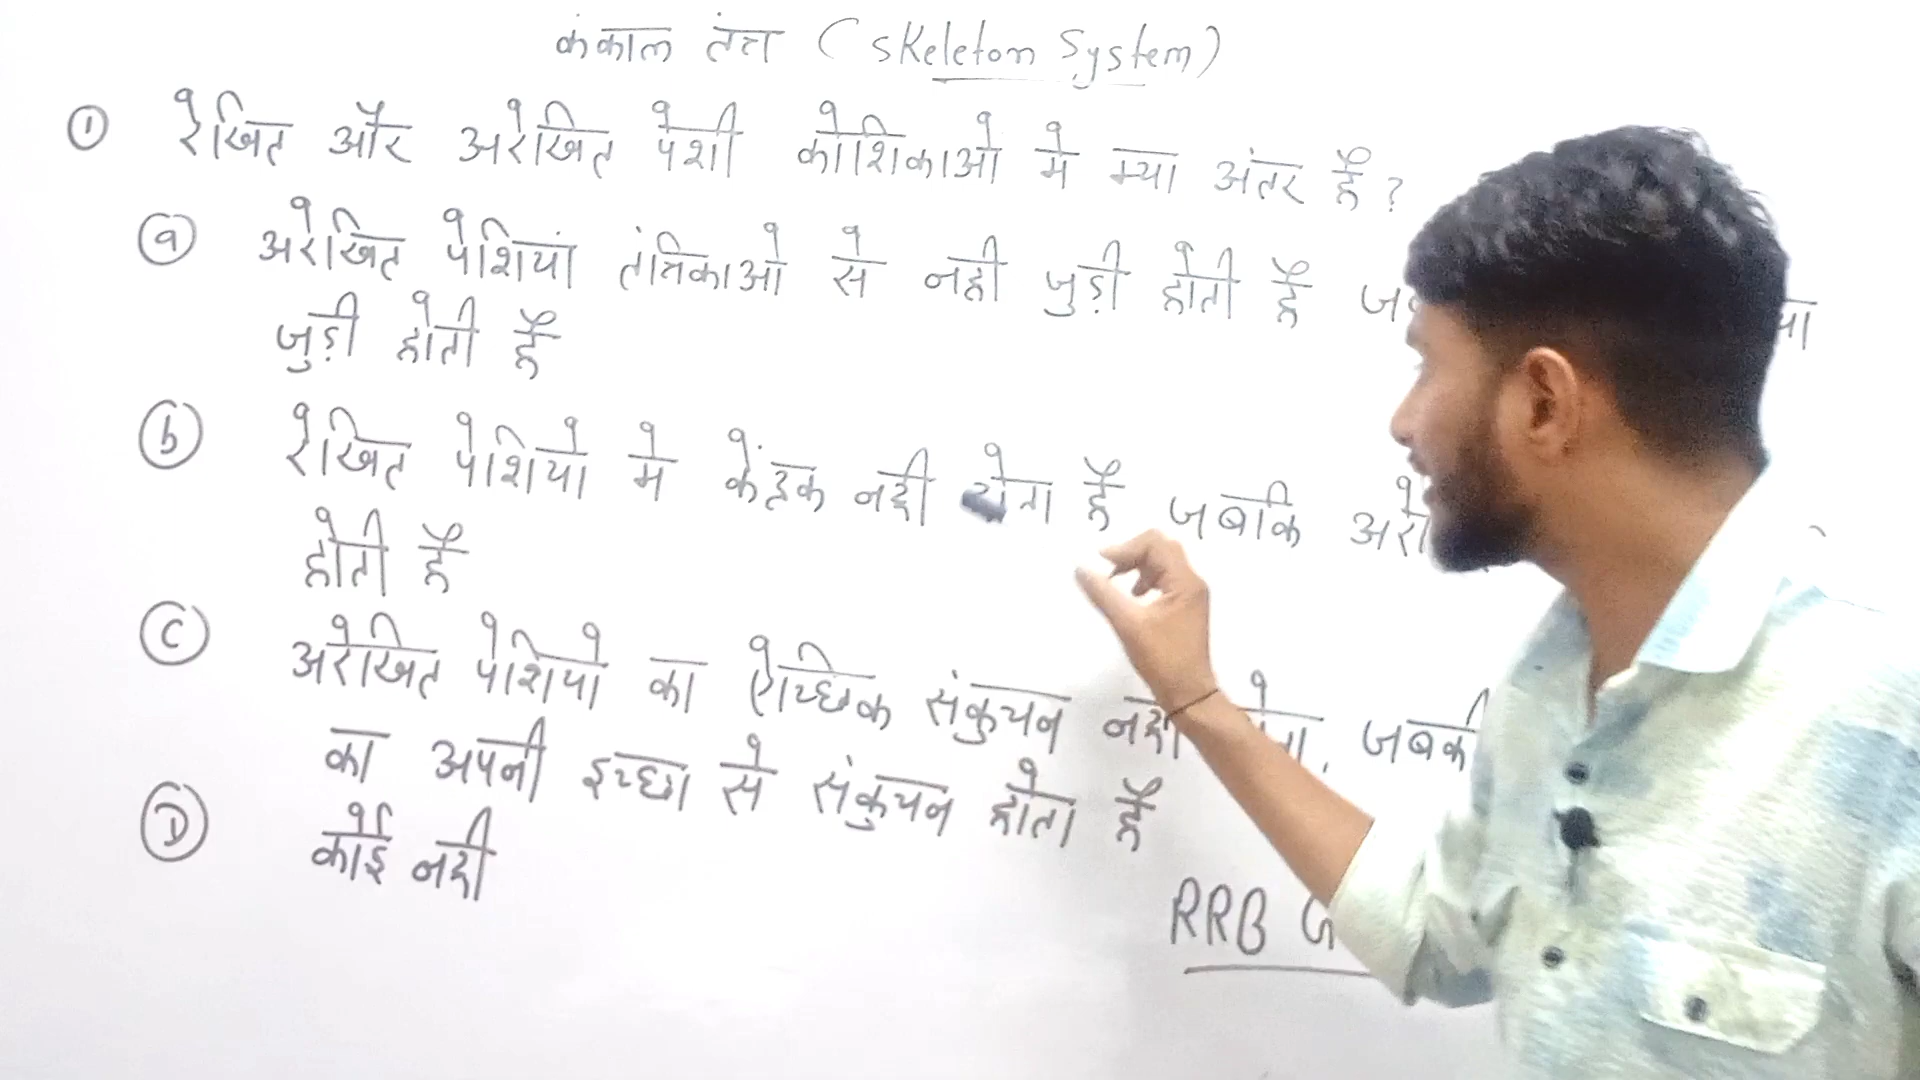 कंकाल तंत्र (Skeleton System)
① रेखित और अरेखित पेशी कोशिकाओ मे क्या अंतर है ?
ⓐ अरेखित पेशियां तंत्रिकाओ से नही जुड़ी होती है
जुड़ी होती है
ⓑ रेखित पेशियो मे केंद्रक नही होता है जबकि
होती है
Ⓒ अरेखित पेशियो का ऐच्छिक संकुचन नही जबकी
का अपनी इच्छा से संकुचन होता है
Ⓓ कोई नही
RRB